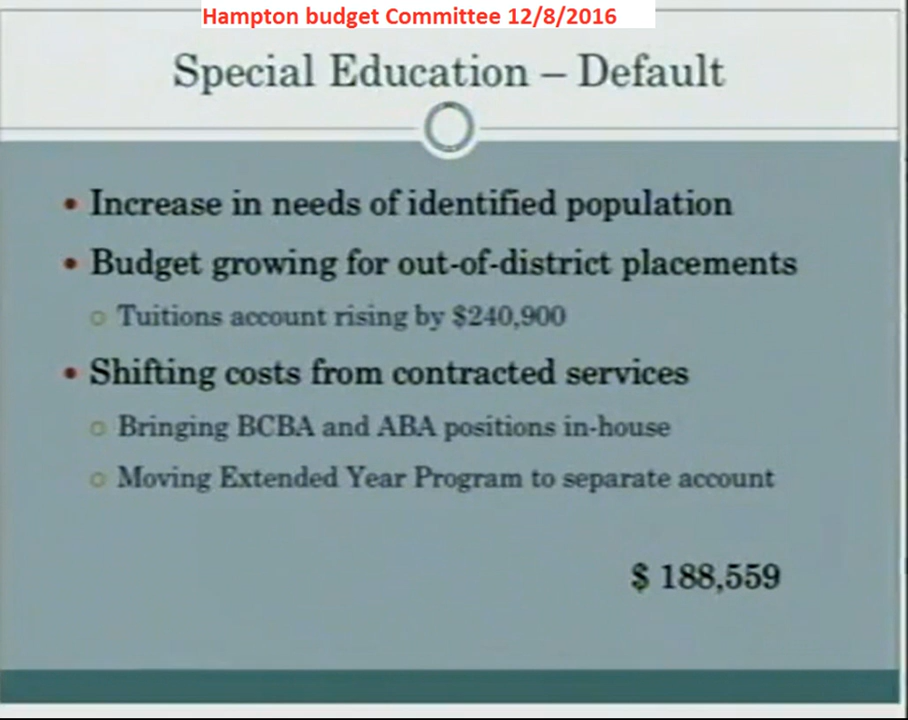 Hampton budget Committee 12/8/2016
Special Education – Default
• Increase in needs of identified population
• Budget growing for out-of-district placements
○ Tuitions account rising by $240,900
• Shifting costs from contracted services
○ Bringing BCBA and ABA positions in-house
○ Moving Extended Year Program to separate account
$ 188,559